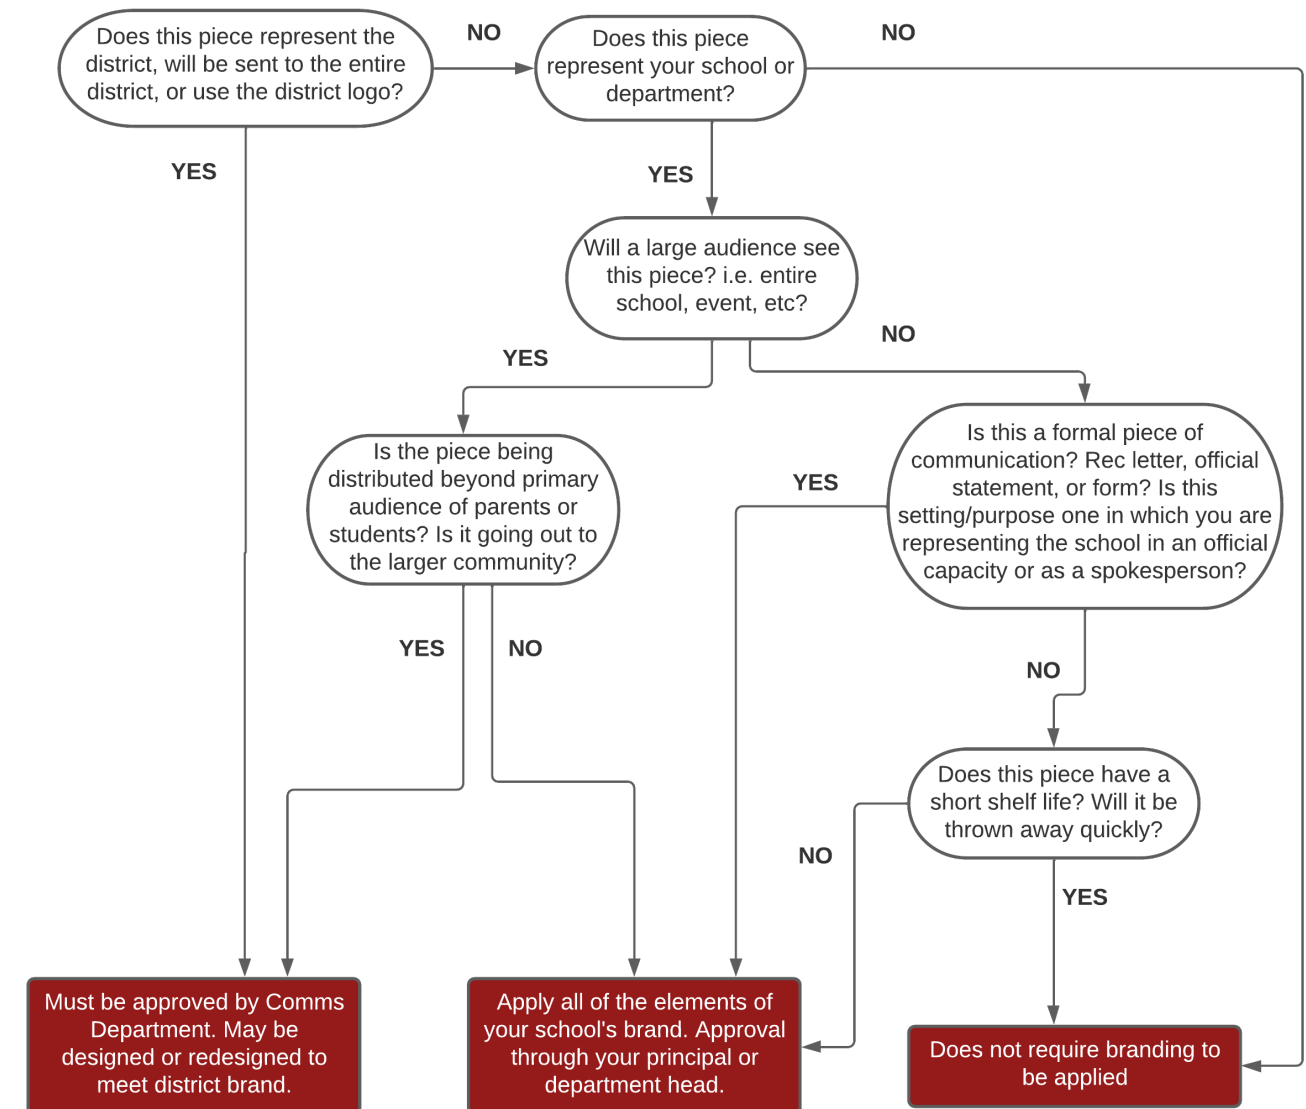 Does this piece represent the
district, will be sent to the entire
district, or use the district logo?
NO
Does this piece
represent your school or
department?
NO
YES
YES
Will a large audience see
this piece? i.e. entire
school, event, etc?
YES
NO
Is the piece being
distributed beyond primary
audience of parents or
students? Is it going out to
the larger community?
YES
Is this a formal piece of
communication? Rec letter, official
statement, or form? Is this
setting/purpose one in which you are
representing the school in an official
capacity or as a spokesperson?
YES
NO
NO
Does this piece have a
short shelf life? Will it be
thrown away quickly?
NO
YES
Must be approved by Comms
Department. May be
designed or redesigned to
meet district brand.
Apply all of the elements of
your school's brand. Approval
through your principal or
department head.
Does not require branding to
be applied